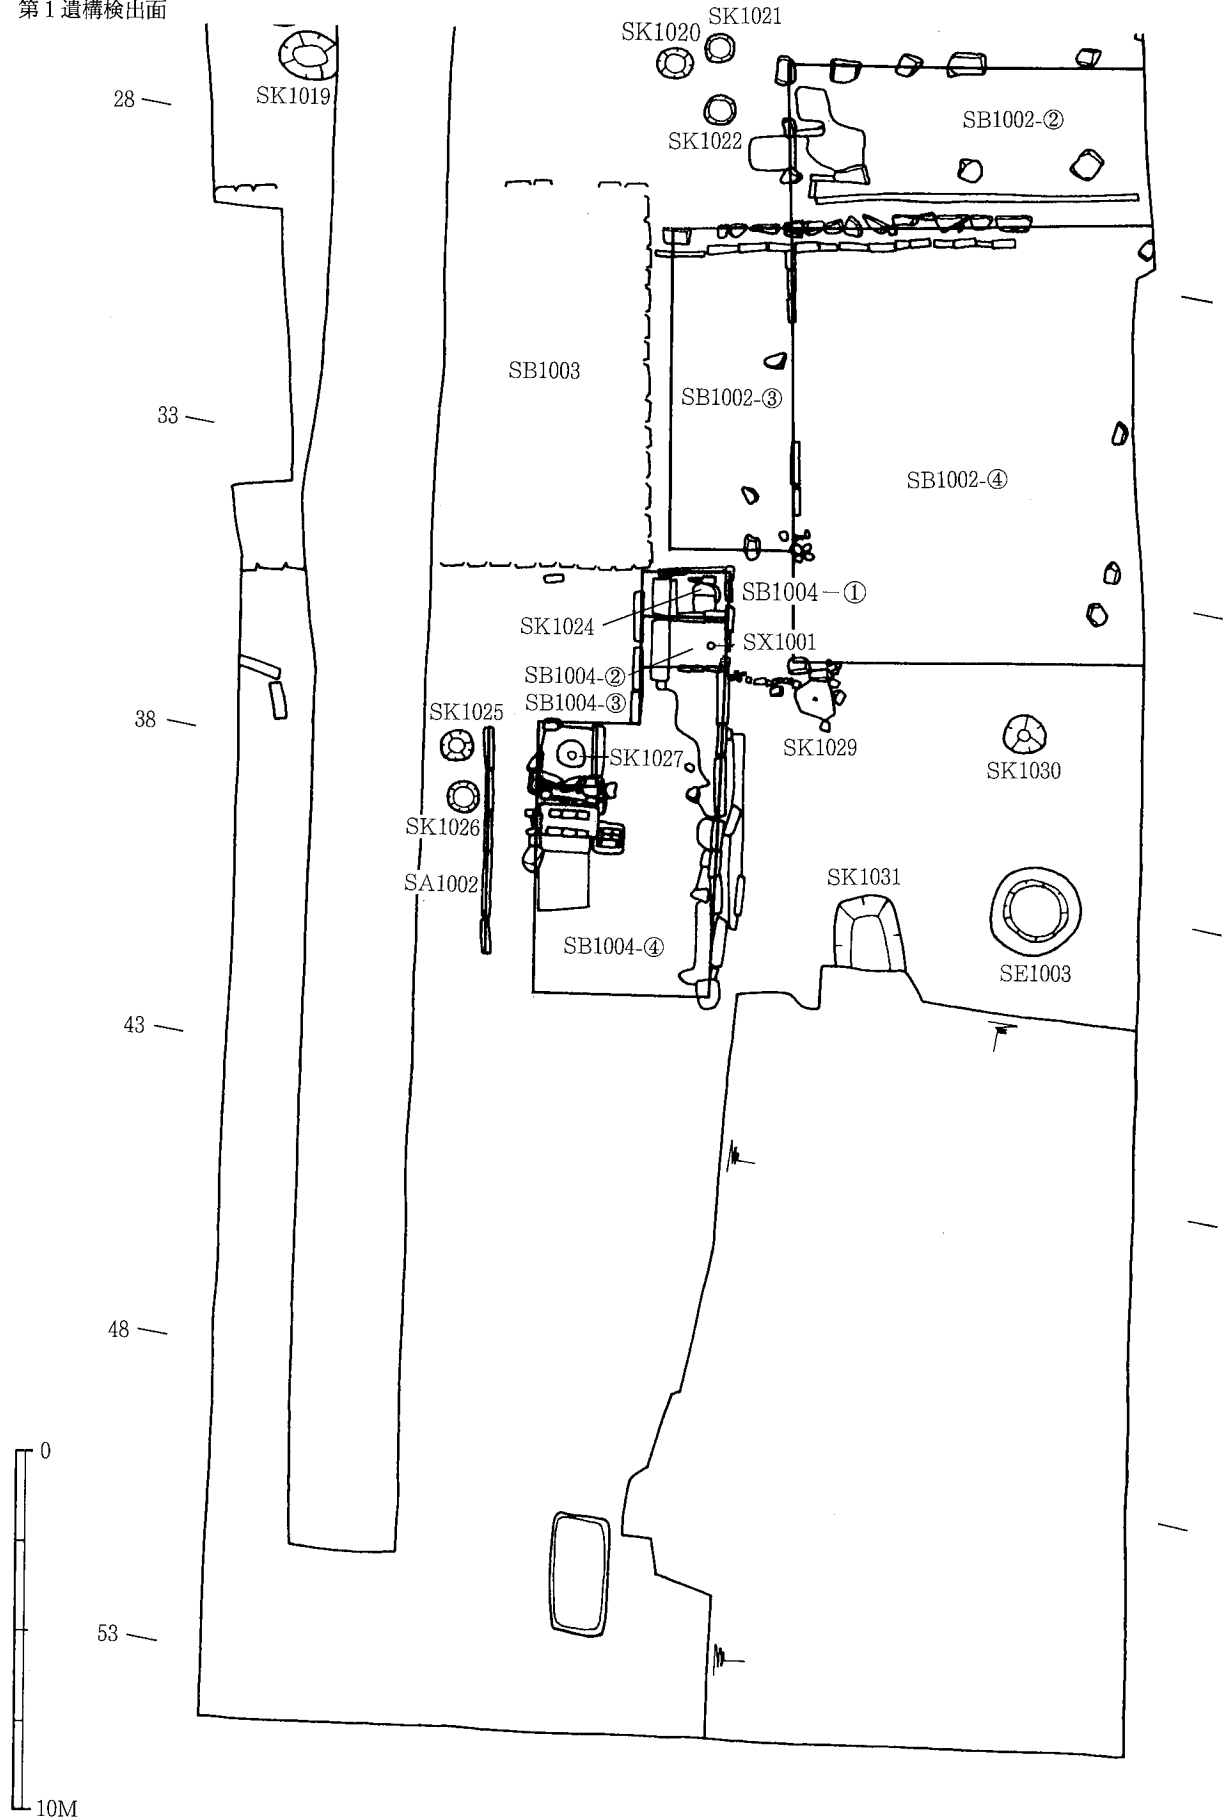 第1遺構検出面
SK1021
SK1020
SK1019
28
SB1002-②
SK1022
SB1003
SB1002-③
33
SB1002-④
SB1004-①
SK1024
SX1001
SB1004-②
SB1004-③
SK1025
38
SK1029
SK1027
SK1030
SK1026
SK1031
SA1002
SB1004-④
SE1003
43
48
0
53
10M